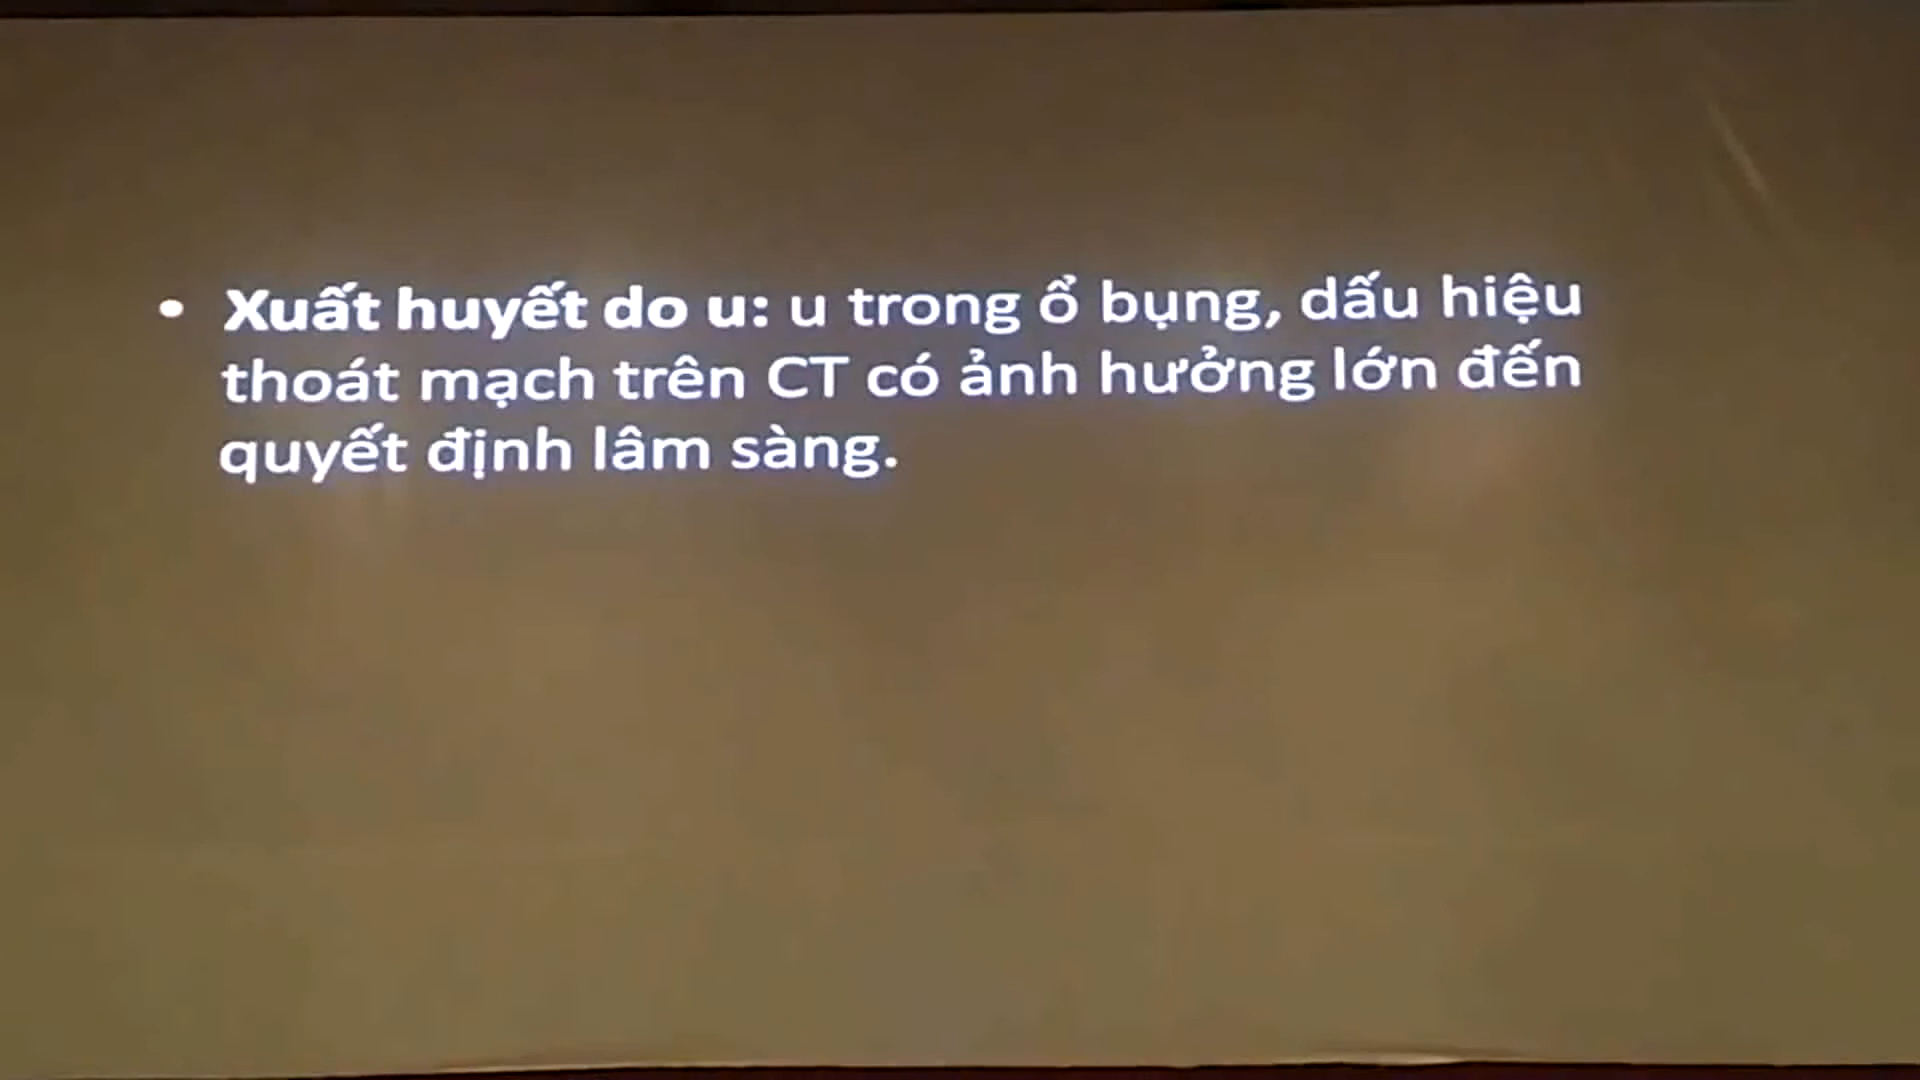 • Xuất huyết do u: u trong ổ bụng, dấu hiệu
thoát mạch trên CT có ảnh hưởng lớn đến
quyết định lâm sàng.